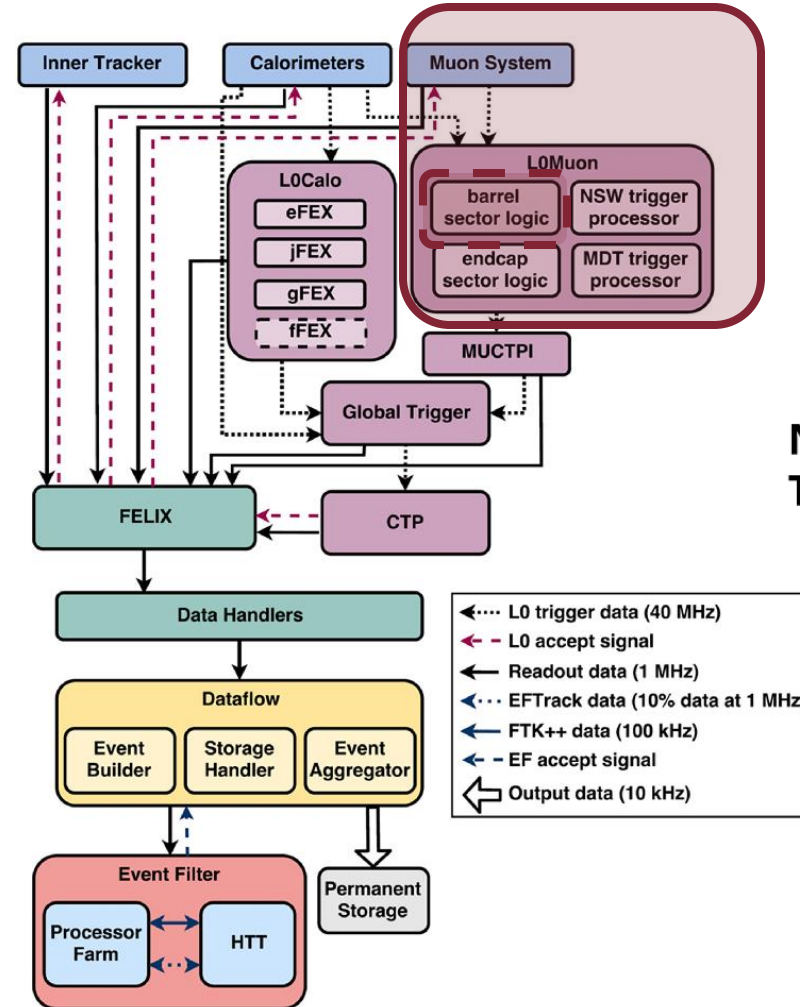 Inner Tracker
Calorimeters
Muon System
L0Calo
eFEX
jFEX
gFEX
fFEX
L0Muon
barrel
sector logic
NSW trigger
processor
endcap
sector logic
MDT trigger
processor
MUCTPI
Global Trigger
N
T
FELIX
CTP
Data Handlers
Dataflow
Event
Builder
Storage
Handler
Event
Aggregator
L0 trigger data (40 MHz)
L0 accept signal
Readout data (1 MHz)
EFTrack data (10% data at 1 MHz
FTK++ data (100 kHz)
EF accept signal
Output data (10 kHz)
Event Filter
Processor
Farm
HTT
Permanent
Storage